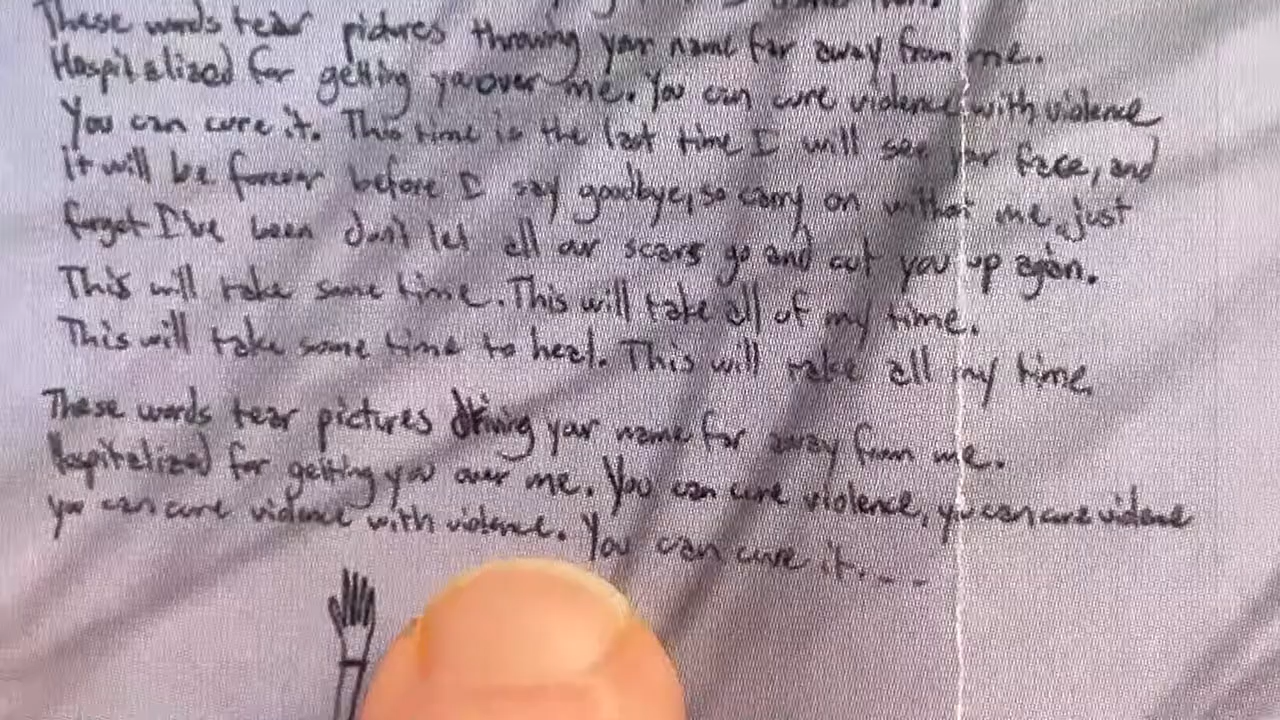 These words tear pictures throwing your name far away from me.
Hospitalized for getting you over me. You can cure violence with violence
You can cure it. This time is the last time I will see your face, and
it will be forever before I say goodbye, so carry on without me, just
forget I've been don't let all our scars go and cut you up again.
This will take some time. This will take all of my time.
This will take some time to heal. This will take all my time.
These words tear pictures driving your name far away from me.
Hospitalized for getting you over me. You can cure violence, you can cure violence
you can cure violence with violence. You can cure it....